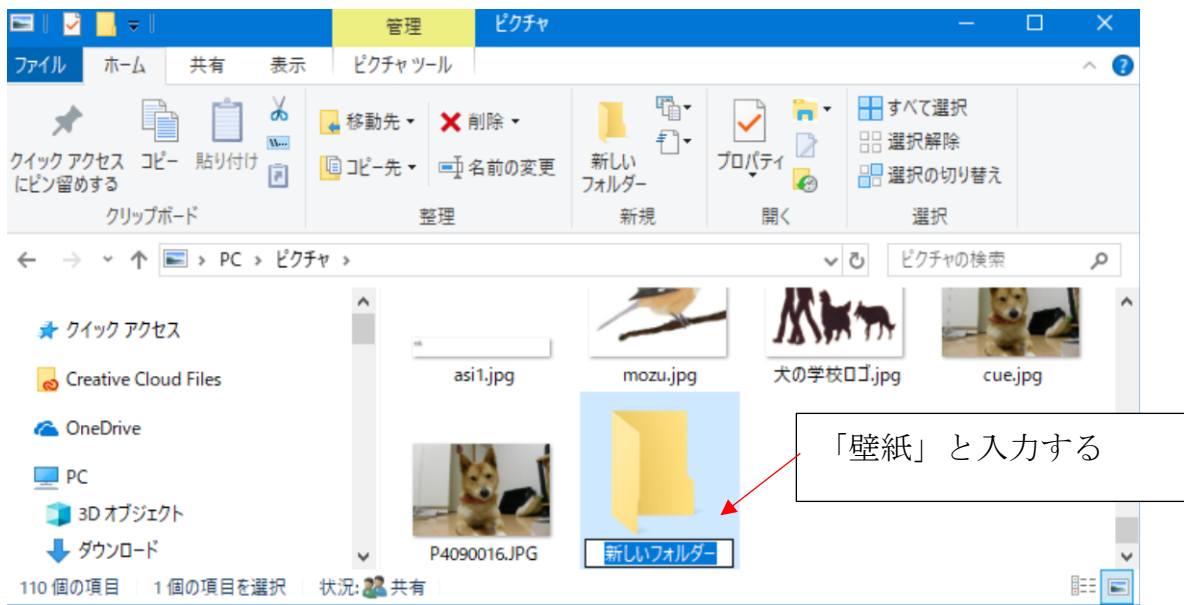 管理
ピクチャ
ファイル
ホーム
共有
表示
ピクチャ ツール
クイック アクセス
にピン留めする
コピー
貼り付け
移動先
コピー先
削除
名前の変更
新しい
フォルダー
プロパティ
すべて選択
選択解除
選択の切り替え
クリップボード
整理
新規
開く
選択
PC > ピクチャ >
ピクチャの検索
クイック アクセス
Creative Cloud Files
OneDrive
PC
3D オブジェクト
ダウンロード
asi1.jpg
mozu.jpg
犬の学校ロゴ.jpg
cue.jpg
「壁紙」と入力する
P4090016.JPG
新しいフォルダー
110 個の項目
1 個の項目を選択
状況: 共有